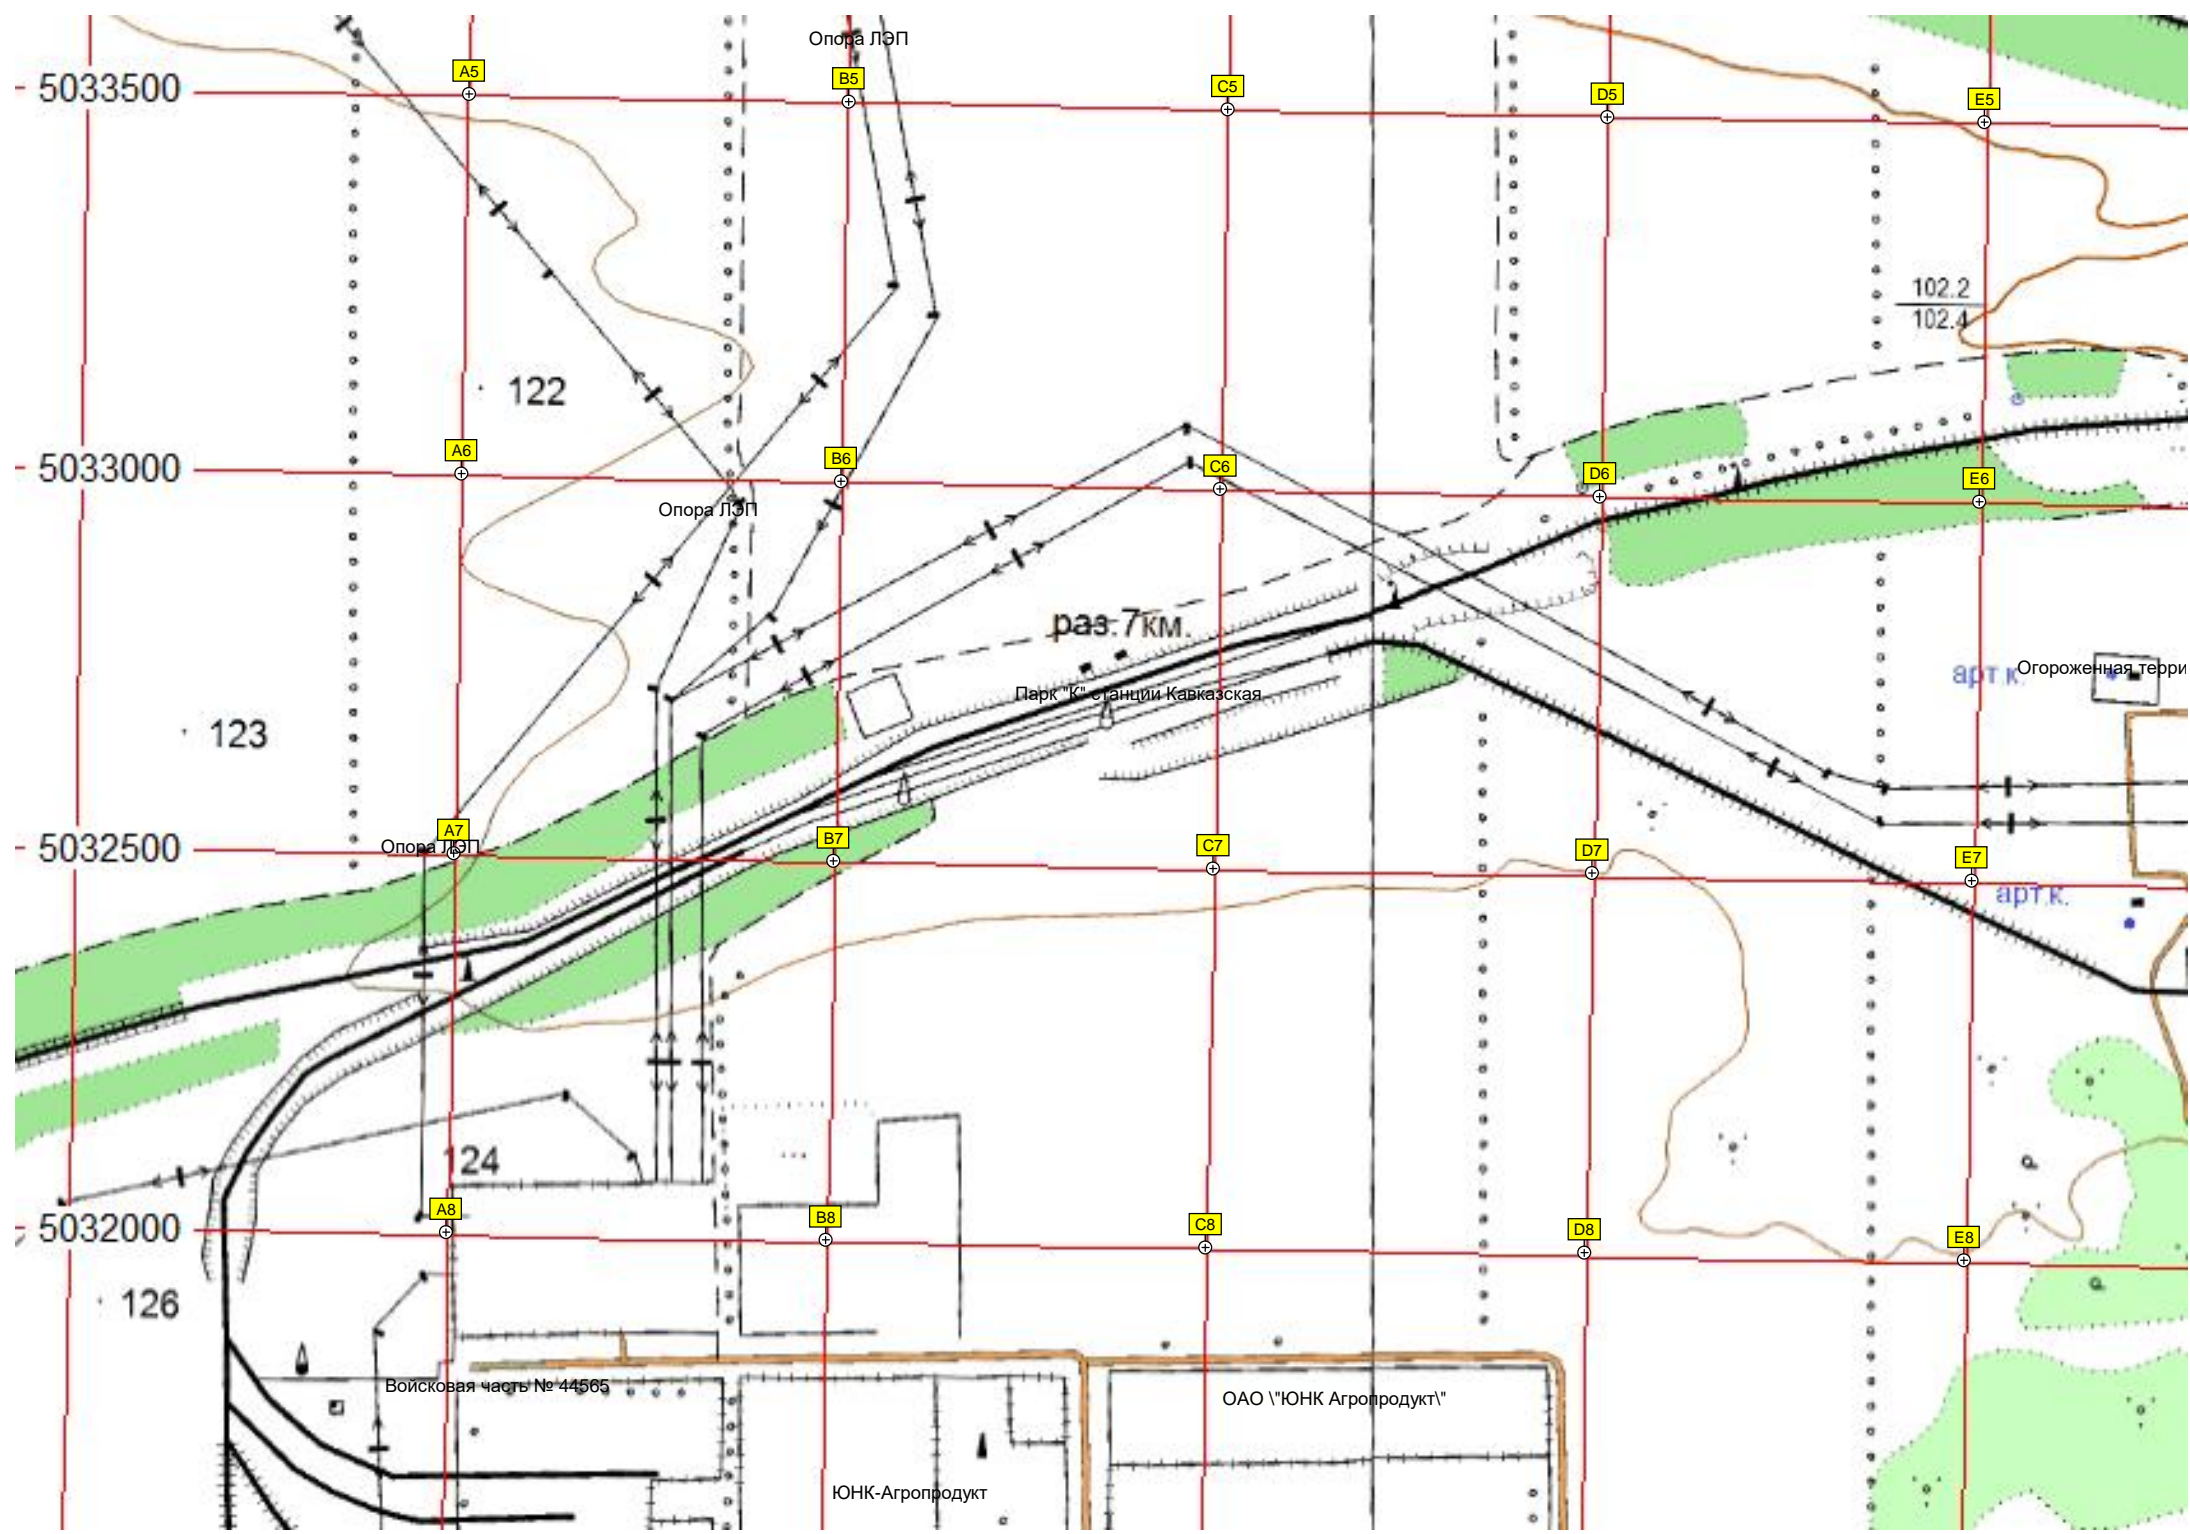 Опора ЛЭП
5033500
A5
B5
C5
D5
E5
102.2
102.4
122
5033000
A6
B6
C6
D6
E6
Опора ЛЭП
раз.7км.
123
Парк "К" станции Кавказская
арт.к.
Огороженная терри
5032500
A7
B7
C7
D7
E7
Опора ЛЭП
арт.к.
124
5032000
A8
B8
C8
D8
E8
126
Войсковая часть № 44565
ОАО \"ЮНК Агропродукт\"
ЮНК-Агропродукт